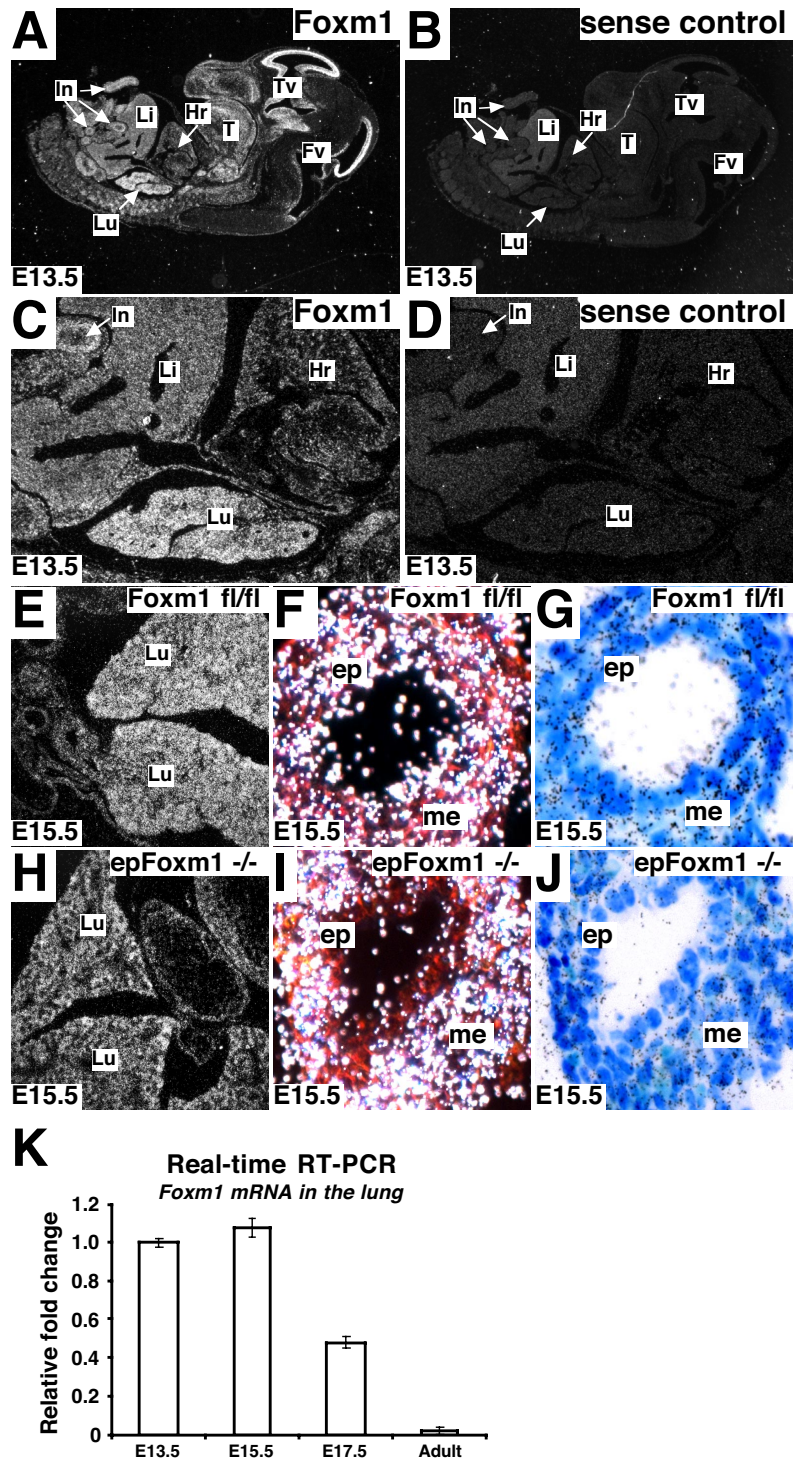 A
Foxm1
In
Li
Hr
T
Tv
Fv
Lu
E13.5
B
sense control
In
Li
Hr
T
Tv
Fv
Lu
E13.5
C
Foxm1
In
Li
Hr
Lu
E13.5
D
sense control
In
Li
Hr
Lu
E13.5
E
Foxm1 fl/fl
Lu
Lu
E15.5
F
Foxm1 fl/fl
ep
me
E15.5
G
Foxm1 fl/fl
ep
me
E15.5
H
epFoxm1 -/-
Lu
Lu
E15.5
I
epFoxm1 -/-
ep
me
E15.5
J
epFoxm1 -/-
ep
me
E15.5
K
Real-time RT-PCR
Foxm1 mRNA in the lung
Relative fold change
1.2
1.0
0.8
0.6
0.4
0.2
0
E13.5 E15.5 E17.5 Adult